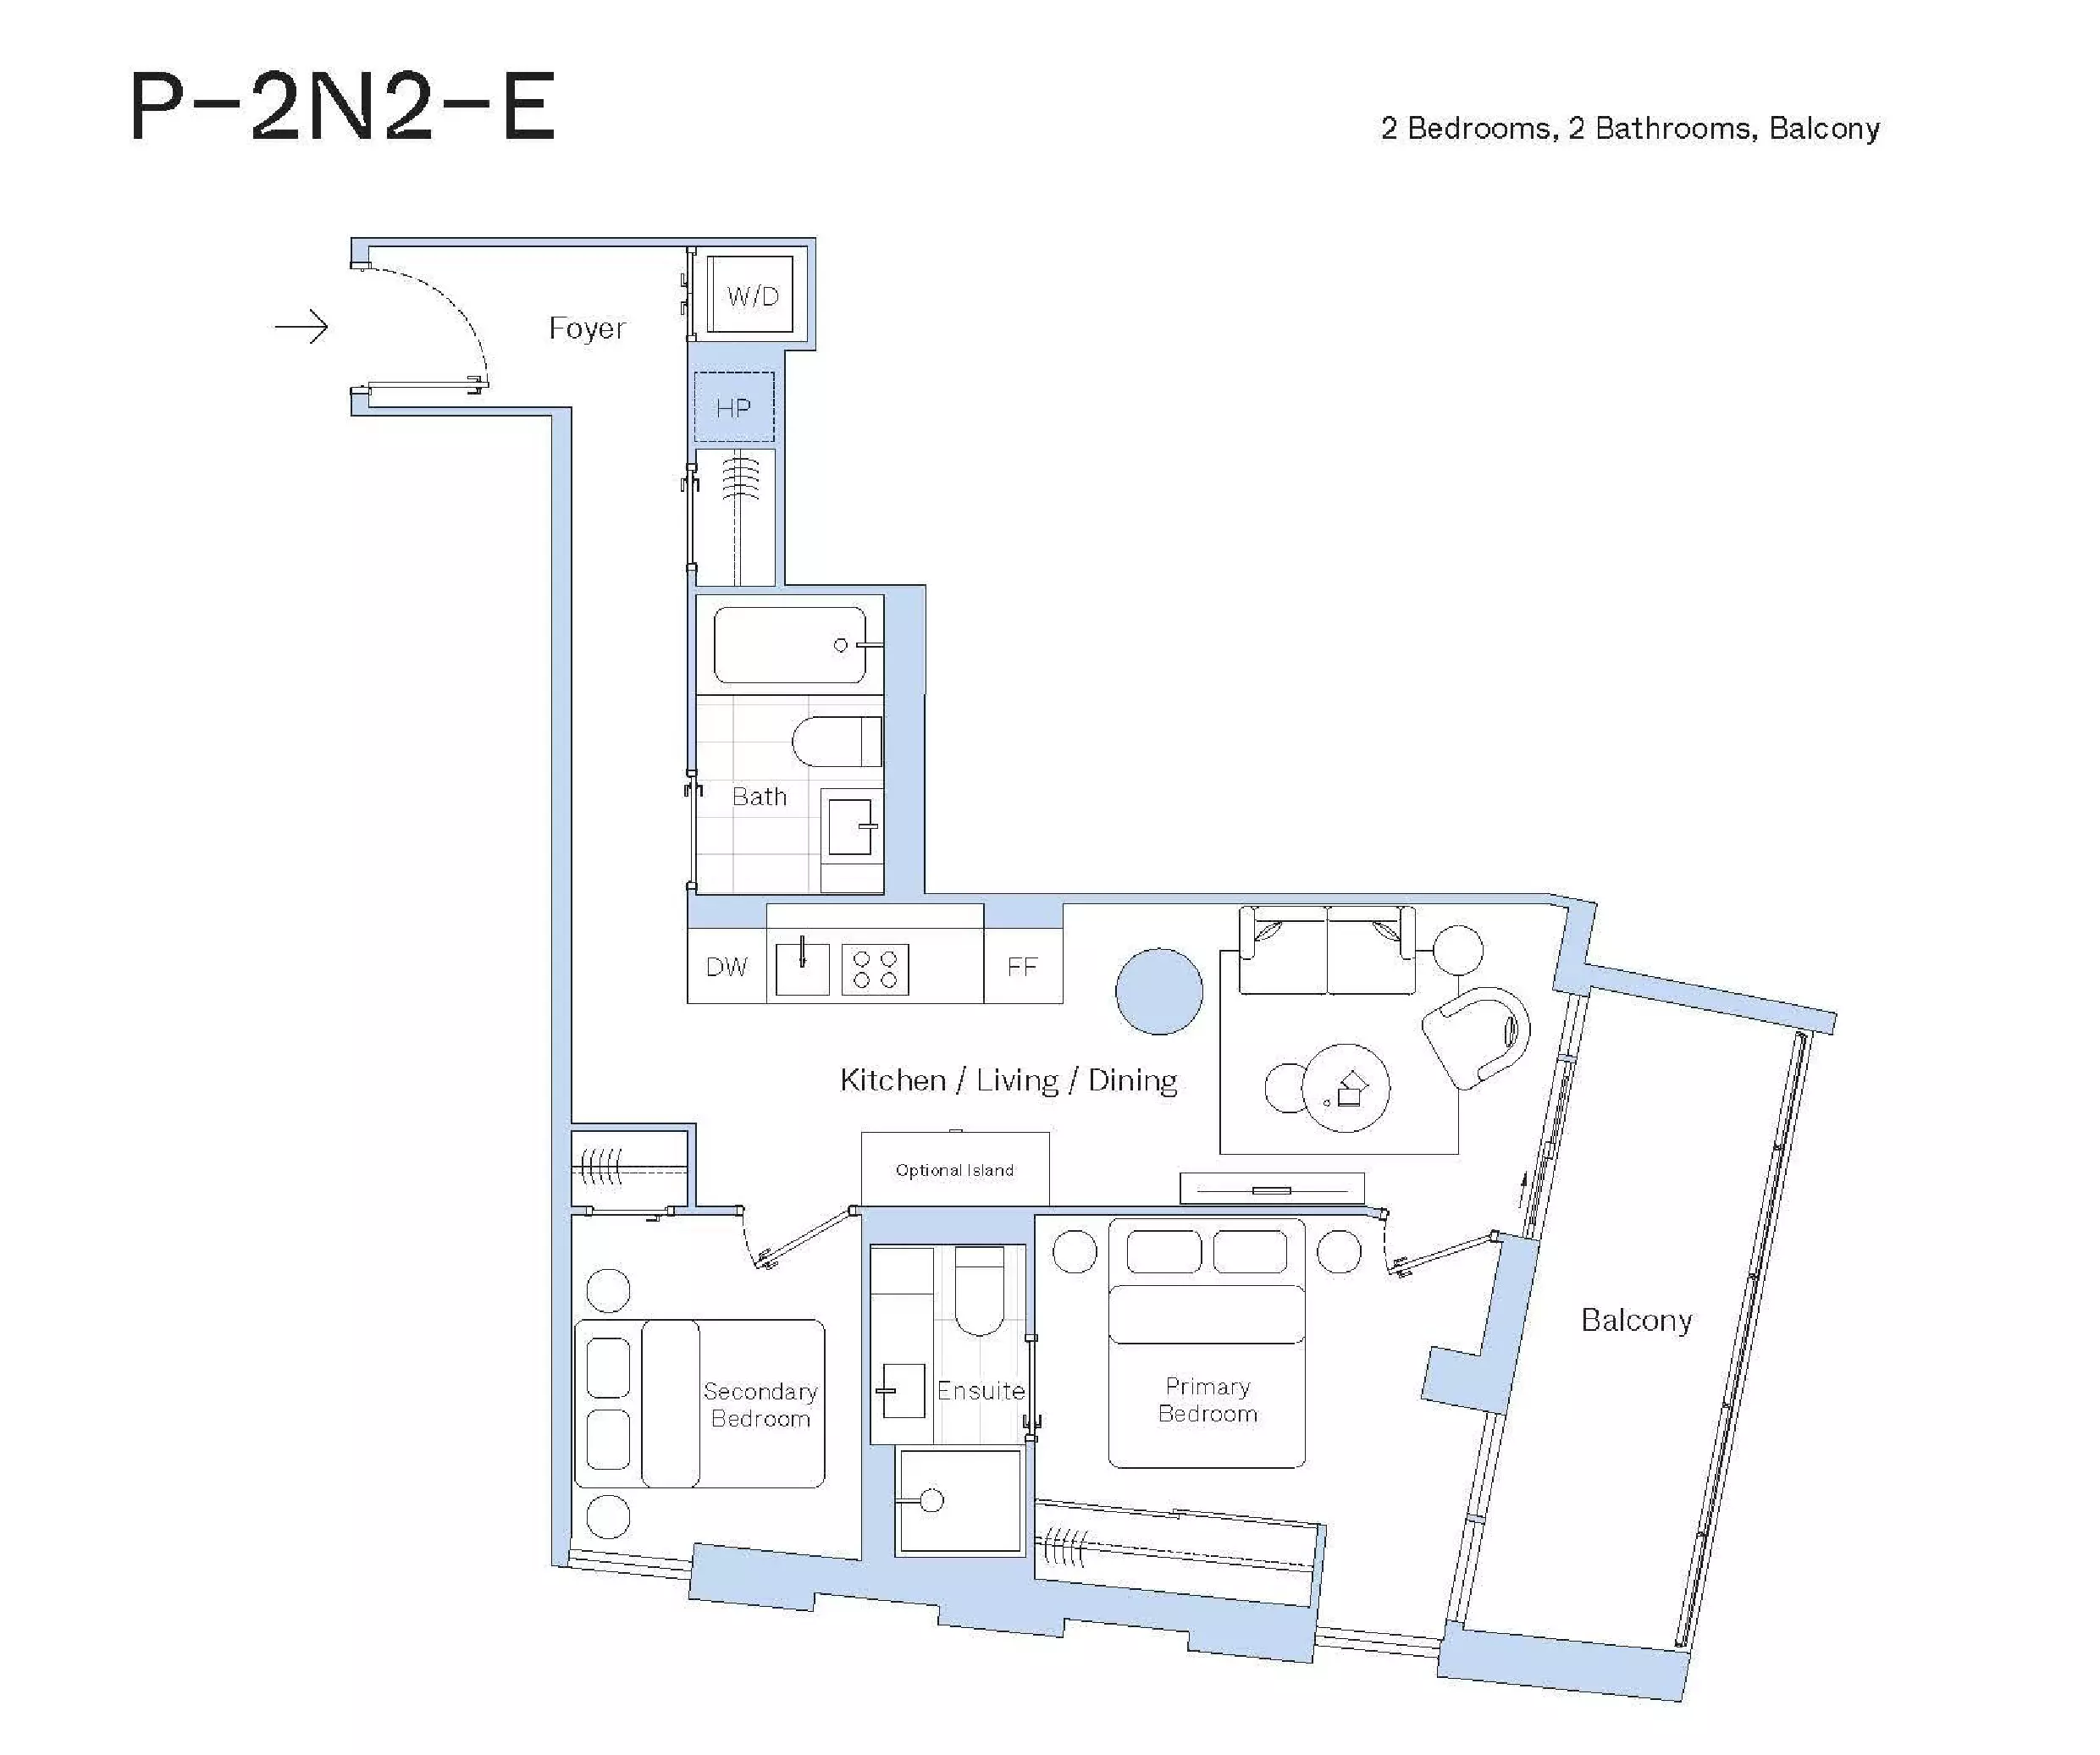 P-2N2-E
2 Bedrooms, 2 Bathrooms, Balcony
W/D
Foyer
HP
Bath
DW
FF
Kitchen / Living / Dining
Optional Island
Secondary
Bedroom
Ensuite
Primary
Bedroom
Balcony